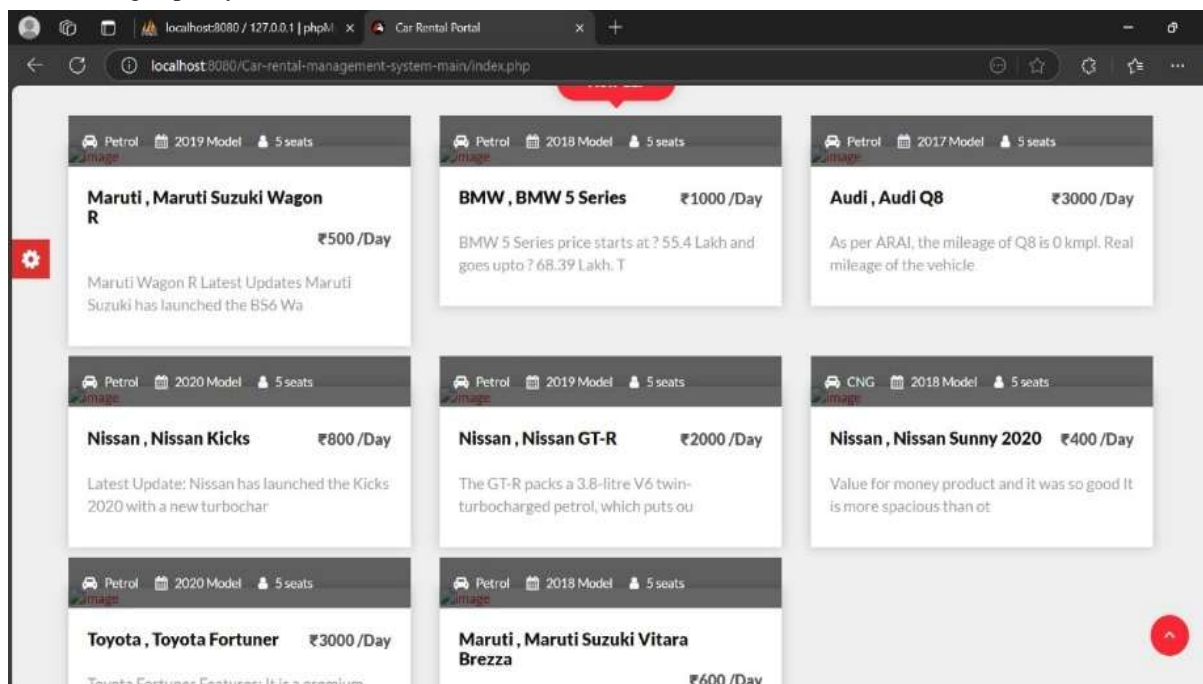 localhost:8080 / 127.0.0.1 | phpM
Car Rental Portal
localhost:8080/Car-rental-management-system-main/index.php
Petrol 2019 Model 5 seats
image
Maruti , Maruti Suzuki Wagon
R
₹500 /Day
Maruti Wagon R Latest Updates Maruti
Suzuki has launched the BS6 Wa
Petrol 2018 Model 5 seats
image
BMW , BMW 5 Series ₹1000 /Day
BMW 5 Series price starts at ? 55.4 Lakh and
goes upto ? 68.39 Lakh. T
Petrol 2017 Model 5 seats
image
Audi , Audi Q8 ₹3000 /Day
As per ARAI, the mileage of Q8 is 0 kmpl. Real
mileage of the vehicle
Petrol 2020 Model 5 seats
image
Nissan , Nissan Kicks ₹800 /Day
Latest Update: Nissan has launched the Kicks
2020 with a new turbochar
Petrol 2019 Model 5 seats
image
Nissan , Nissan GT-R ₹2000 /Day
The GT-R packs a 3.8-litre V6 twin-
turbocharged petrol, which puts ou
CNG 2018 Model 5 seats
image
Nissan , Nissan Sunny 2020 ₹400 /Day
Value for money product and it was so good It
is more spacious than ot
Petrol 2020 Model 5 seats
image
Toyota , Toyota Fortuner ₹3000 /Day
Toyota Fortuner Features: It is a premium
Petrol 2018 Model 5 seats
image
Maruti , Maruti Suzuki Vitara
Brezza
₹600 /Day